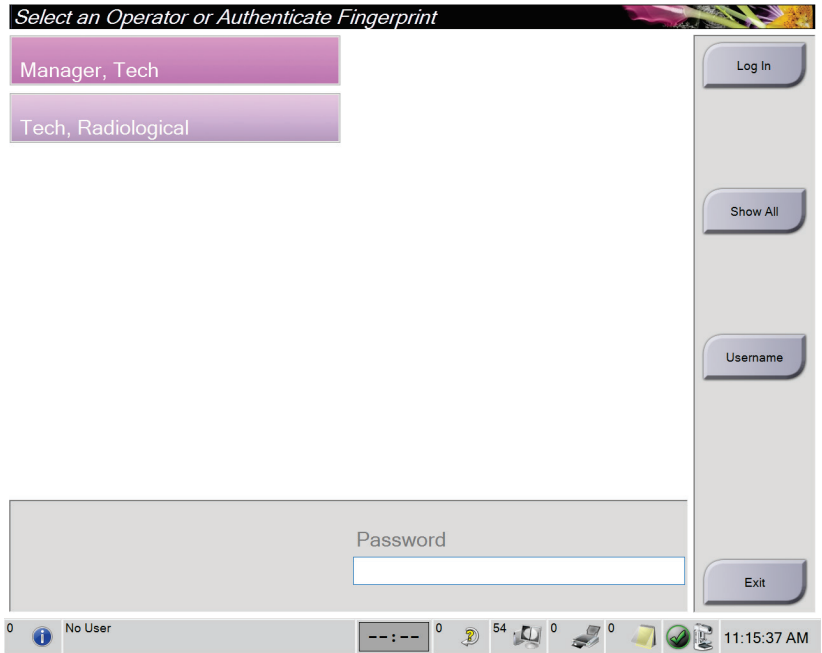 Select an Operator or Authenticate Fingerprint
Manager, Tech
Tech, Radiological
Log In
Show All
Username
Password
Exit
0 No User --:-- 0 54 0 0 11:15:37 AM